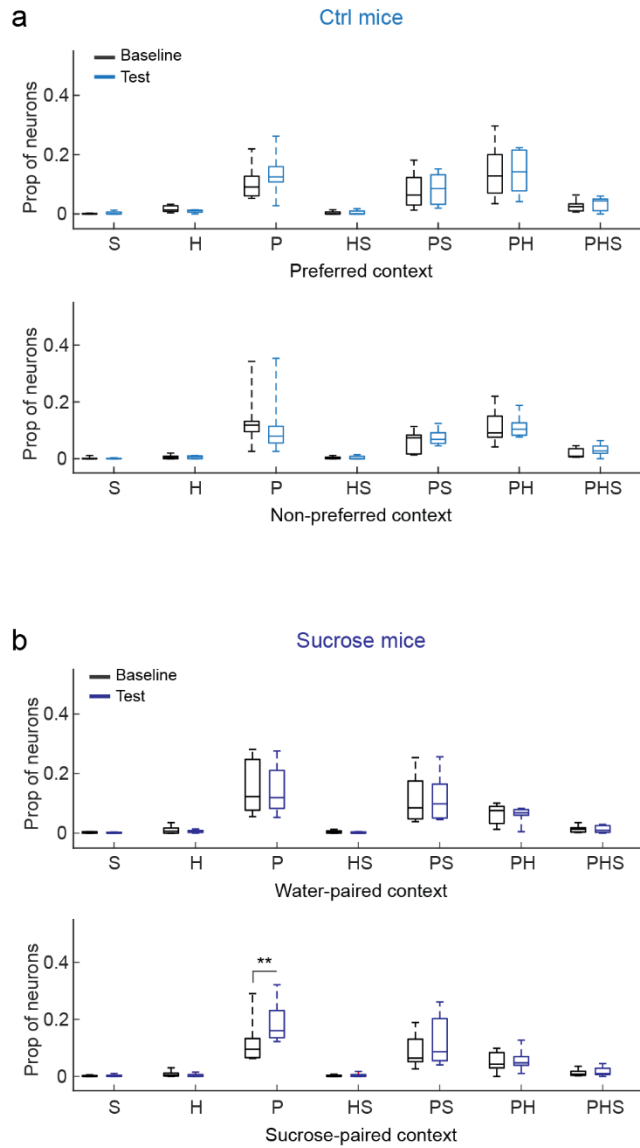 a
Ctrl mice
Baseline
Test
Prop of neurons
0.4
0.2
0
S H P HS PS PH PHS
Preferred context
Prop of neurons
0.4
0.2
0
S H P HS PS PH PHS
Non-preferred context
b
Sucrose mice
Baseline
Test
Prop of neurons
0.4
0.2
0
S H P HS PS PH PHS
Water-paired context
**
Prop of neurons
0.4
0.2
0
S H P HS PS PH PHS
Sucrose-paired context